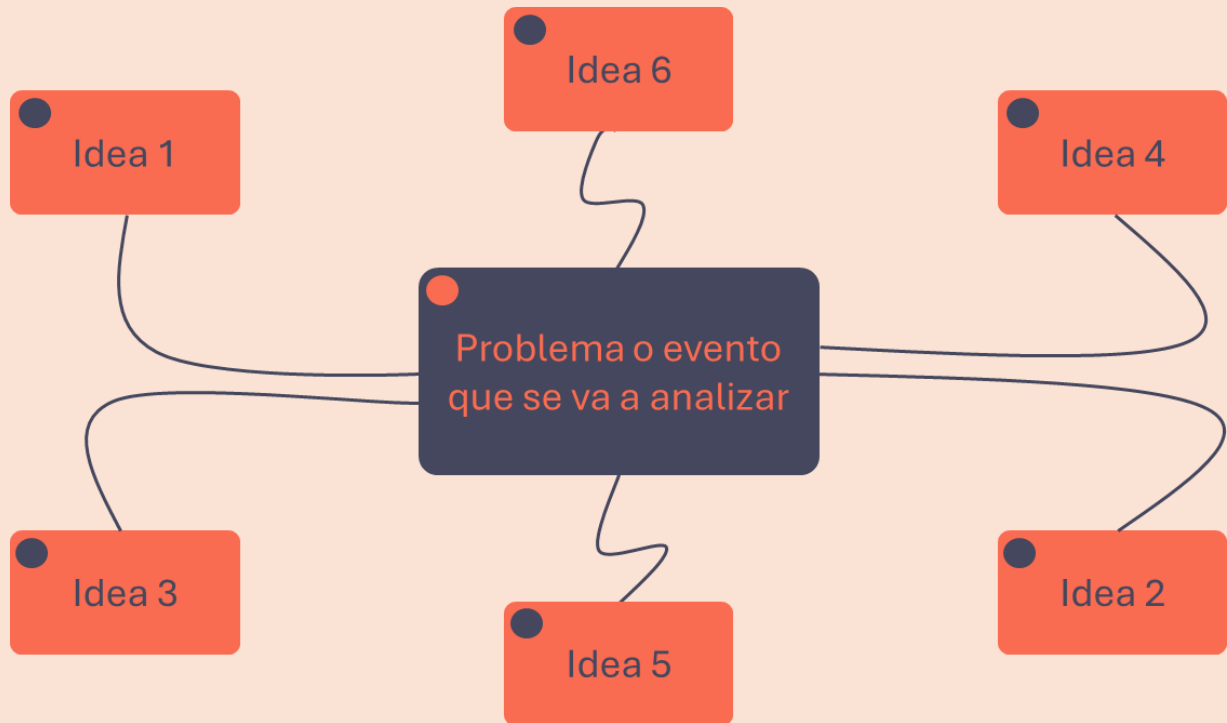 Idea 6
Idea 1
Idea 4
Problema o evento
que se va a analizar
Idea 3
Idea 2
Idea 5